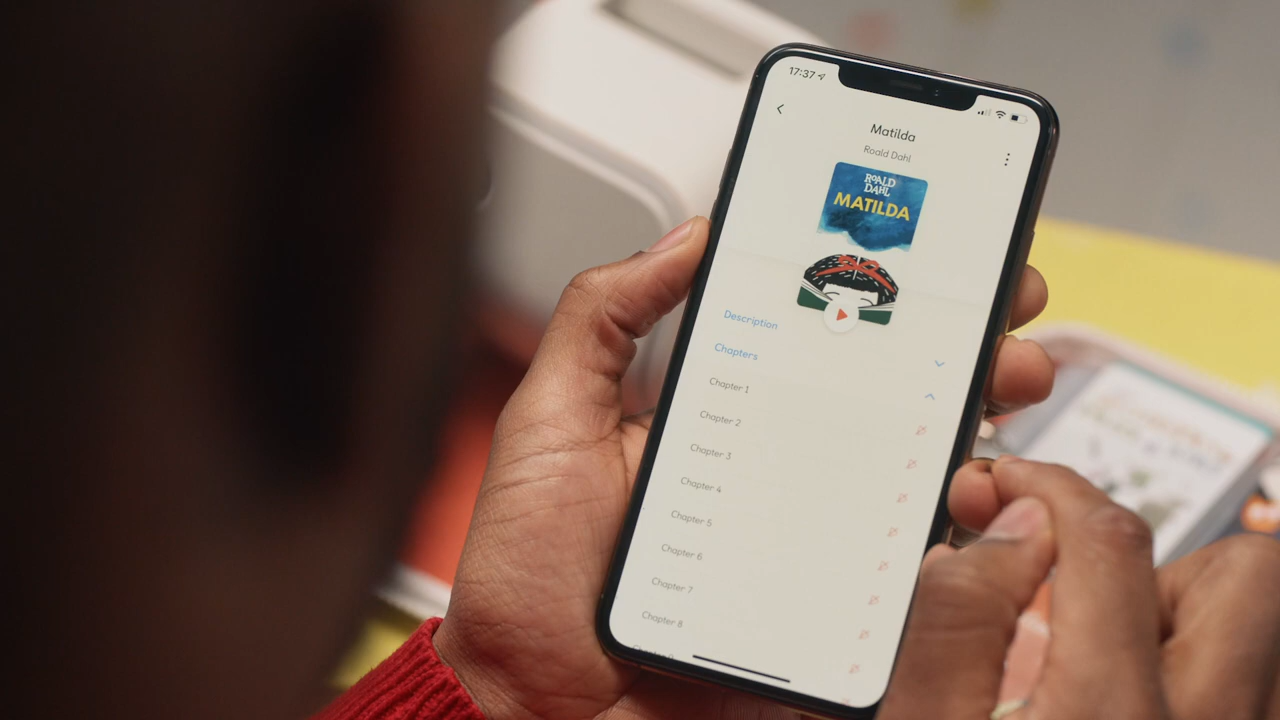 17:37
Matilda
Roald Dahl
ROALD
DAHL
MATILDA
Description
Chapters
Chapter 1
Chapter 2
Chapter 3
Chapter 4
Chapter 5
Chapter 6
Chapter 7
Chapter 8